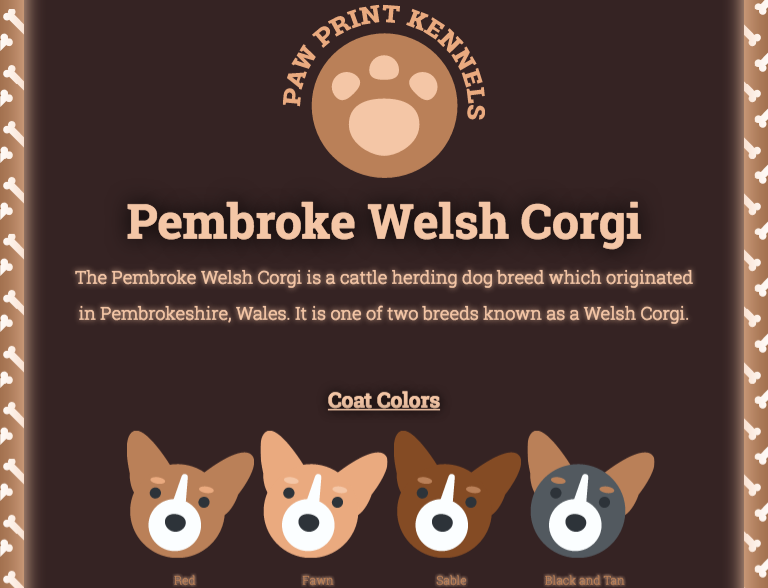 PAW PRINT KENNELS
Pembroke Welsh Corgi
The Pembroke Welsh Corgi is a cattle herding dog breed which originated
in Pembrokeshire, Wales. It is one of two breeds known as a Welsh Corgi.
Coat Colors
Red Fawn Sable Black and Tan